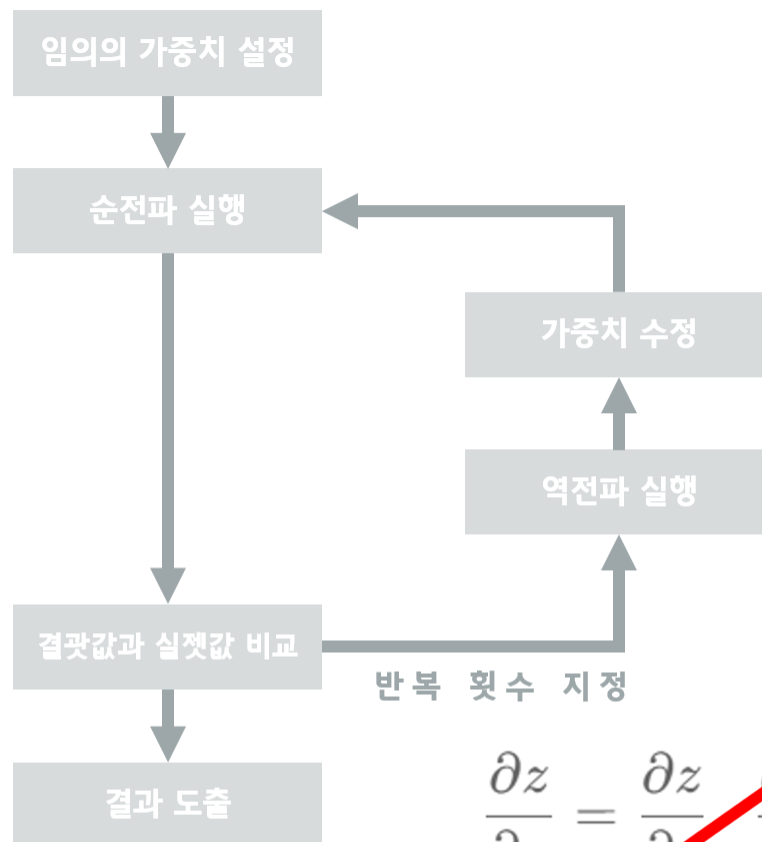 임의의 가중치 설정
순전파 실행
가중치 수정
역전파 실행
결괏값과 실젯값 비교
반복 횟수 지정
결과 도출
∂z = ∂z